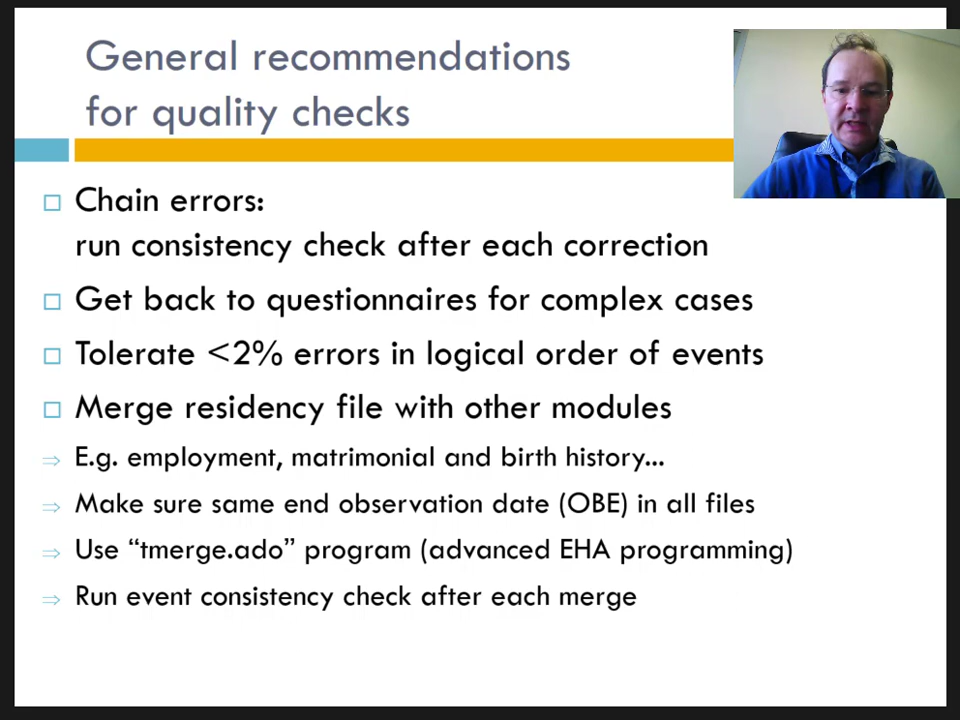 General recommendations
for quality checks
Chain errors:
run consistency check after each correction
Get back to questionnaires for complex cases
Tolerate <2% errors in logical order of events
Merge residency file with other modules
⇒ E.g. employment, matrimonial and birth history...
⇒ Make sure same end observation date (OBE) in all files
⇒ Use “tmerge.ado” program (advanced EHA programming)
⇒ Run event consistency check after each merge